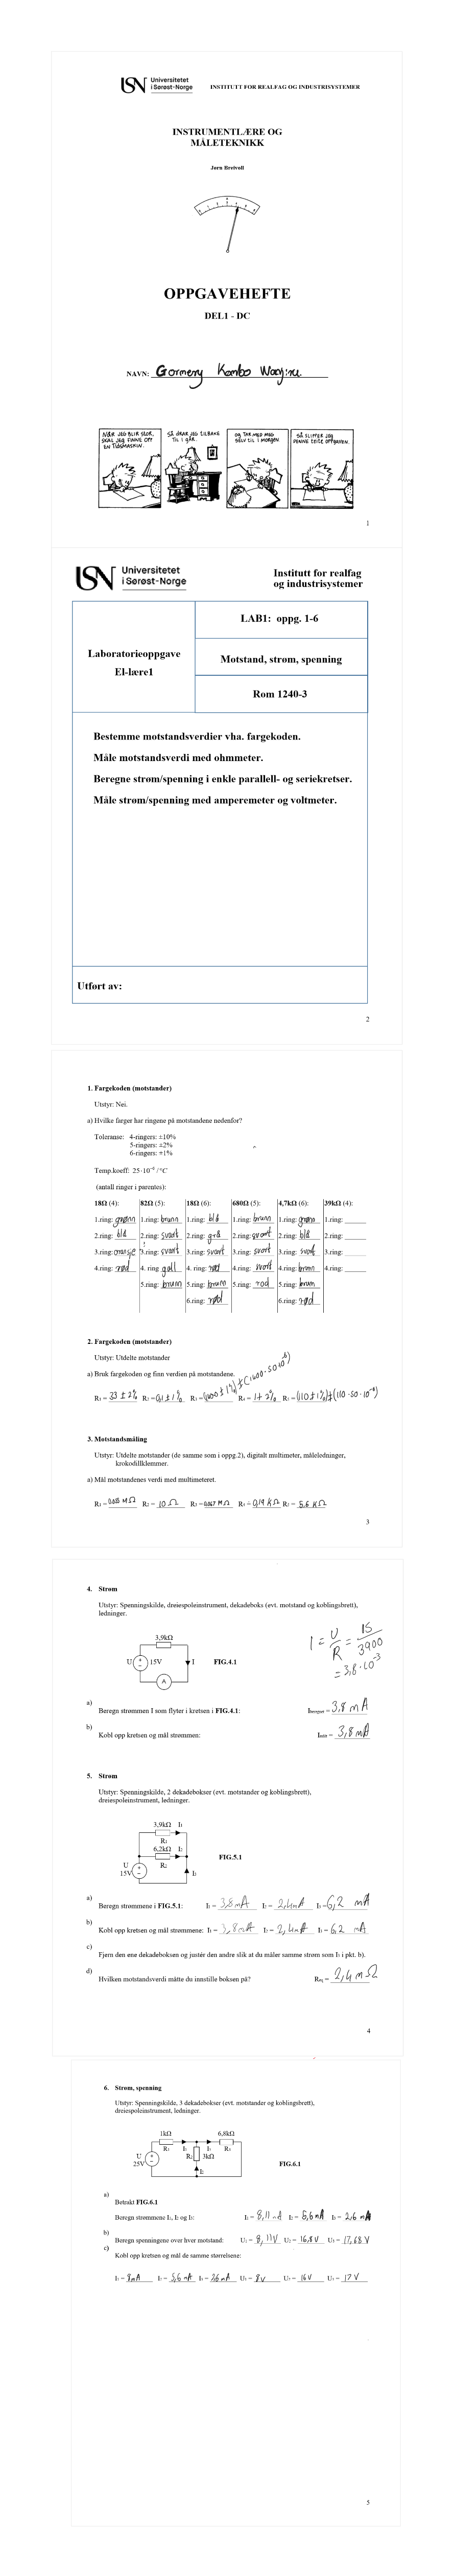 USN Universitetet
i Sørøst-Norge
INSTITUTT FOR REALFAG OG INDUSTRISYSTEMER
INSTRUMENTLÆRE OG
MÅLETEKNIKK
Jørn Breivoll
OPPGAVEHEFTE
DEL1 - DC
NAVN: Gormery Kombo Wanjiru
NÅR JEG BLIR STOR, SKAL JEG FINNE OPP EN TIDSMASKIN.
SÅ DRAR JEG TILBAKE TIL I GÅR.
OG TAR MED MEG SELV TIL I MORGEN
SÅ SLIPPER JEG DENNE TEITE OPPGAVEN.
1
USN Universitetet
i Sørøst-Norge
Institutt for realfag
og industrisystemer
Laboratorieoppgave
El-lære1
LAB1: oppg. 1-6
Motstand, strøm, spenning
Rom 1240-3
Bestemme motstandsverdier vha. fargekoden.
Måle motstandsverdi med ohmmeter.
Beregne strøm/spenning i enkle parallell- og seriekretser.
Måle strøm/spenning med amperemeter og voltmeter.
Utført av:
2
1. Fargekoden (motstander)
Utstyr: Nei.
a) Hvilke farger har ringene på motstandene nedenfor?
Toleranse: 4-ringers: ±10%
5-ringers: ±2%
6-ringers: ±1%
Temp.koeff: 25·10⁻⁶ /°C
(antall ringer i parentes):
18Ω (4): 82Ω (5): 18Ω (6): 680Ω (5): 4,7kΩ (6): 39kΩ (4):
1.ring: grønn 1.ring: brunn 1.ring: blå 1.ring: brunn 1.ring: grønn 1.ring:
2.ring: blå 2.ring: svart 2.ring: grå 2.ring: svart 2.ring: blå 2.ring:
3.ring: oransje 3.ring: svart 3.ring: svart 3.ring: svart 3.ring: svart 3.ring:
4.ring: rød 4. ring gull 4.ring: rød 4.ring: svart 4.ring: brunn 4.ring:
5.ring: brunn 5.ring: brunn 5.ring: rød 5.ring: brunn
6.ring: rød 6.ring: rød
2. Fargekoden (motstander)
Utstyr: Utdelte motstander
a) Bruk fargekoden og finn verdien på motstandene.
R₁ = 33 ± 2% R₂ = 0,1 ± 1% R₃ = (1600 ± 1%) ± (1600·50·10⁻⁶) R₄ = 1 ± 2% R₅ = (110 ± 1%) ± (110·50·10⁻⁶)
3. Motstandsmåling
Utstyr: Utdelte motstander (de samme som i oppg.2), digitalt multimeter, måleledninger,
krokodillklemmer.
a) Mål motstandenes verdi med multimeteret.
R₁ = MΩ R₂ = 10 Ω R₃ = 0,067 MΩ R₄ = 0,19 KΩ R₅ = 5,6 KΩ
3
4. Strøm
Utstyr: Spenningskilde, dreiespoleinstrument, dekadeboks (evt. motstand og koblingsbrett),
ledninger.
3,9kΩ
U 15V I
A
FIG.4.1
I = U/R = 15/3900
= 3,8·10⁻³
a)
Beregn strømmen I som flyter i kretsen i FIG.4.1: Iberegnet = 3,8 mA
b)
Kobl opp kretsen og mål strømmen: Imålt = 3,8 mA
5. Strøm
Utstyr: Spenningskilde, 2 dekadebokser (evt. motstander og koblingsbrett),
dreiespoleinstrument, ledninger.
3,9kΩ I₁
R₁
6,2kΩ I₂
R₂
U
15V I₃
FIG.5.1
a)
Beregn strømmene i FIG.5.1: I₁ = 3,8 mA I₂ = 2,4 mA I₃ = 6,2 mA
b)
Kobl opp kretsen og mål strømmene: I₁ = 3,8 mA I₂ = 2,4 mA I₃ = 6,2 mA
c)
Fjern den ene dekadeboksen og justér den andre slik at du måler samme strøm som I₃ i pkt. b).
d)
Hvilken motstandsverdi måtte du innstille boksen på? Req = 2,4 mΩ
4
6. Strøm, spenning
Utstyr: Spenningskilde, 3 dekadebokser (evt. motstander og koblingsbrett),
dreiespoleinstrument, ledninger.
1kΩ 6,8kΩ
R₁ I₁ I₃ R₃
U R₂ 3kΩ
25V
I₂
FIG.6.1
a)
Betrakt FIG.6.1
Beregn strømmene I₁, I₂ og I₃: I₁ = 8,11 mA I₂ = 5,6 mA I₃ = 2,6 mA
b)
Beregn spenningene over hver motstand: U₁ = 8,11V U₂ = 16,8 V U₃ = 17,68 V
c)
Kobl opp kretsen og mål de samme størrelsene:
I₁ = 8mA I₂ = 5,6 mA I₃ = 2,6 mA U₁ = 8V U₂ = 16V U₃ = 17 V
5